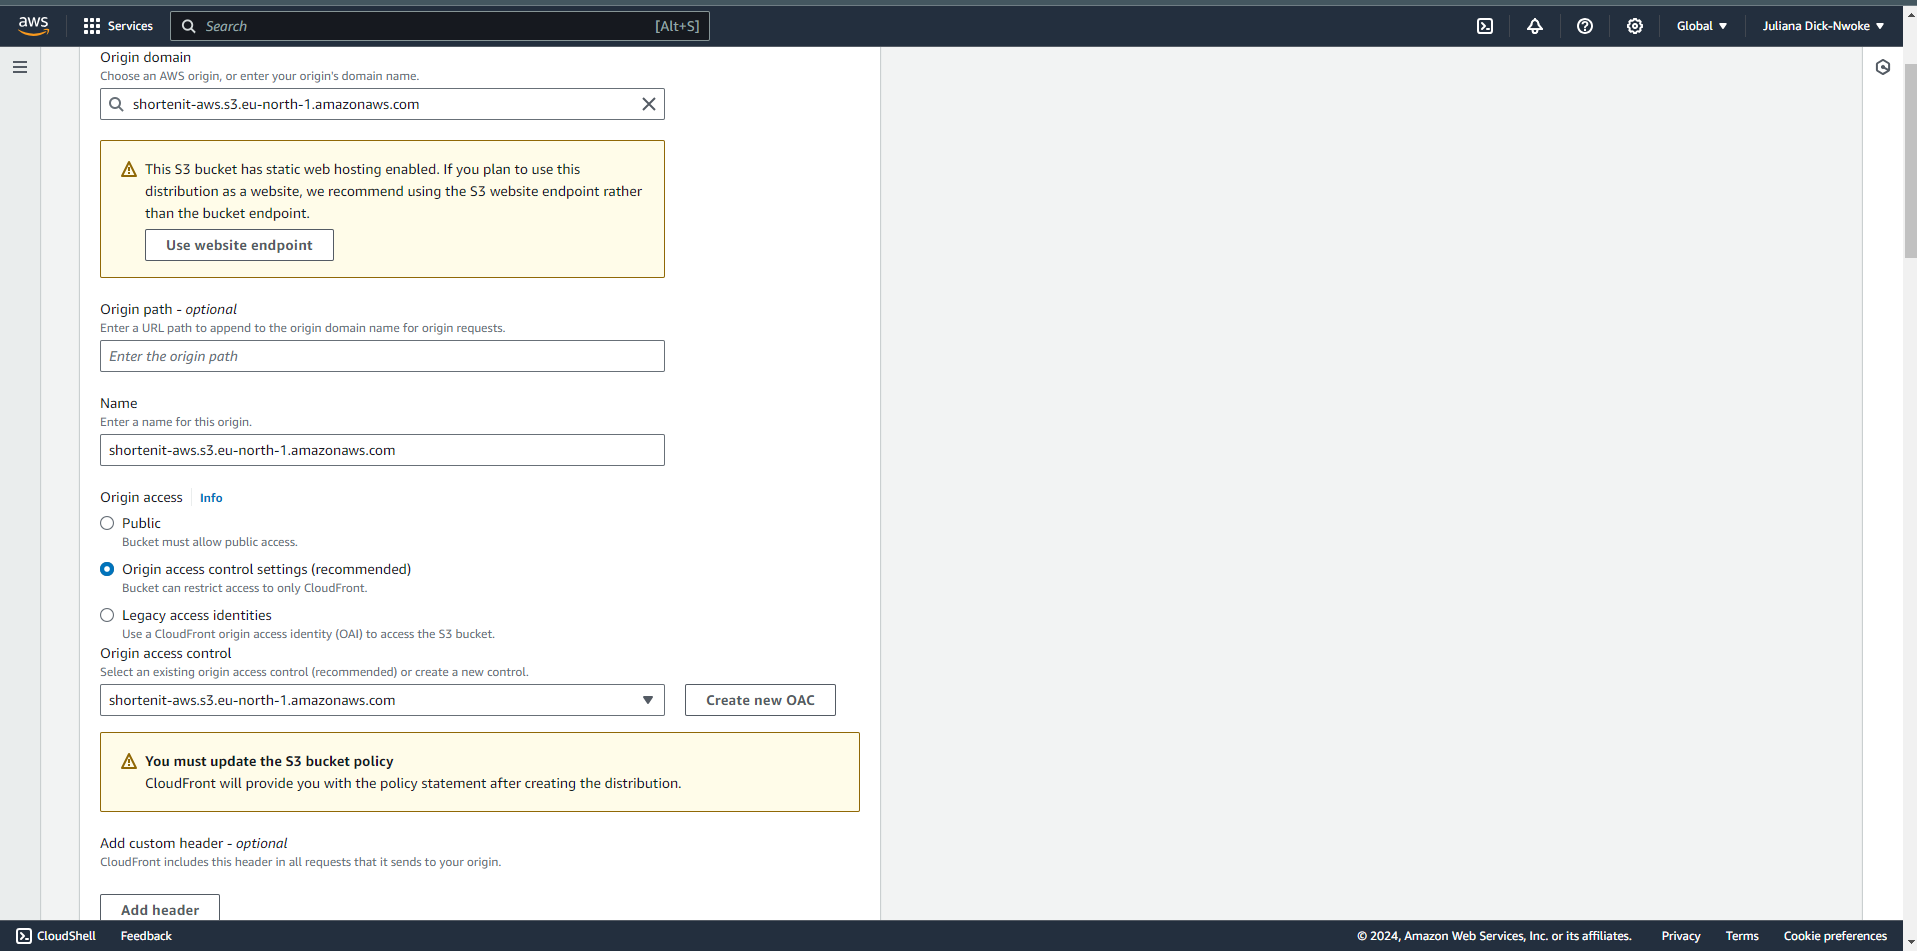 aws
Services
Search
[Alt+S]
Global
Juliana Dick-Nwoke
Origin domain
Choose an AWS origin, or enter your origin's domain name.
shortenit-aws.s3.eu-north-1.amazonaws.com
This S3 bucket has static web hosting enabled. If you plan to use this
distribution as a website, we recommend using the S3 website endpoint rather
than the bucket endpoint.
Use website endpoint
Origin path - optional
Enter a URL path to append to the origin domain name for origin requests.
Enter the origin path
Name
Enter a name for this origin.
shortenit-aws.s3.eu-north-1.amazonaws.com
Origin access
Info
Public
Bucket must allow public access.
Origin access control settings (recommended)
Bucket can restrict access to only CloudFront.
Legacy access identities
Use a CloudFront origin access identity (OAI) to access the S3 bucket.
Origin access control
Select an existing origin access control (recommended) or create a new control.
shortenit-aws.s3.eu-north-1.amazonaws.com
Create new OAC
You must update the S3 bucket policy
CloudFront will provide you with the policy statement after creating the distribution.
Add custom header - optional
CloudFront includes this header in all requests that it sends to your origin.
Add header
CloudShell
Feedback
© 2024, Amazon Web Services, Inc. or its affiliates.
Privacy
Terms
Cookie preferences